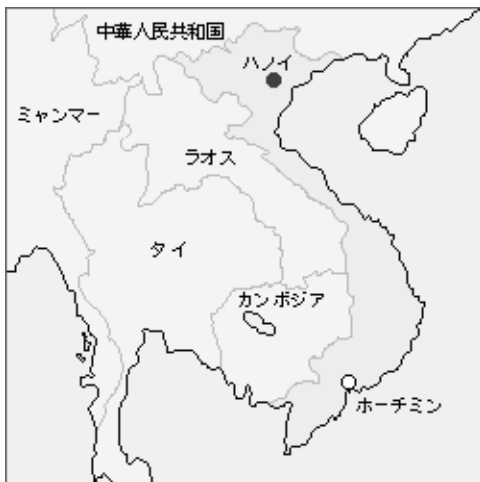 中華人民共和国
ハノイ
ミャンマー
ラオス
タイ
カンボジア
ホーチミン